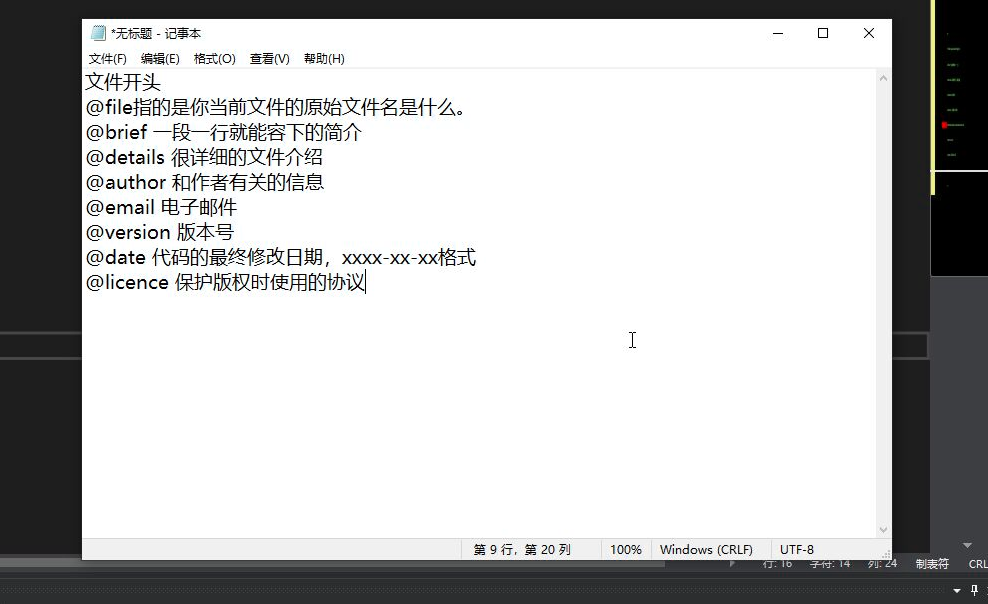 *无标题 - 记事本
文件(F) 编辑(E) 格式(O) 查看(V) 帮助(H)
文件开头
@file指的是你当前文件的原始文件名是什么。
@brief 一段一行就能容下的简介
@details 很详细的文件介绍
@author 和作者有关的信息
@email 电子邮件
@version 版本号
@date 代码的最终修改日期，xxxx-xx-xx格式
@licence 保护版权时使用的协议
第 9 行，第 20 列 100% Windows (CRLF) UTF-8
行: 16 字符: 14 列: 24 制表符 CRL